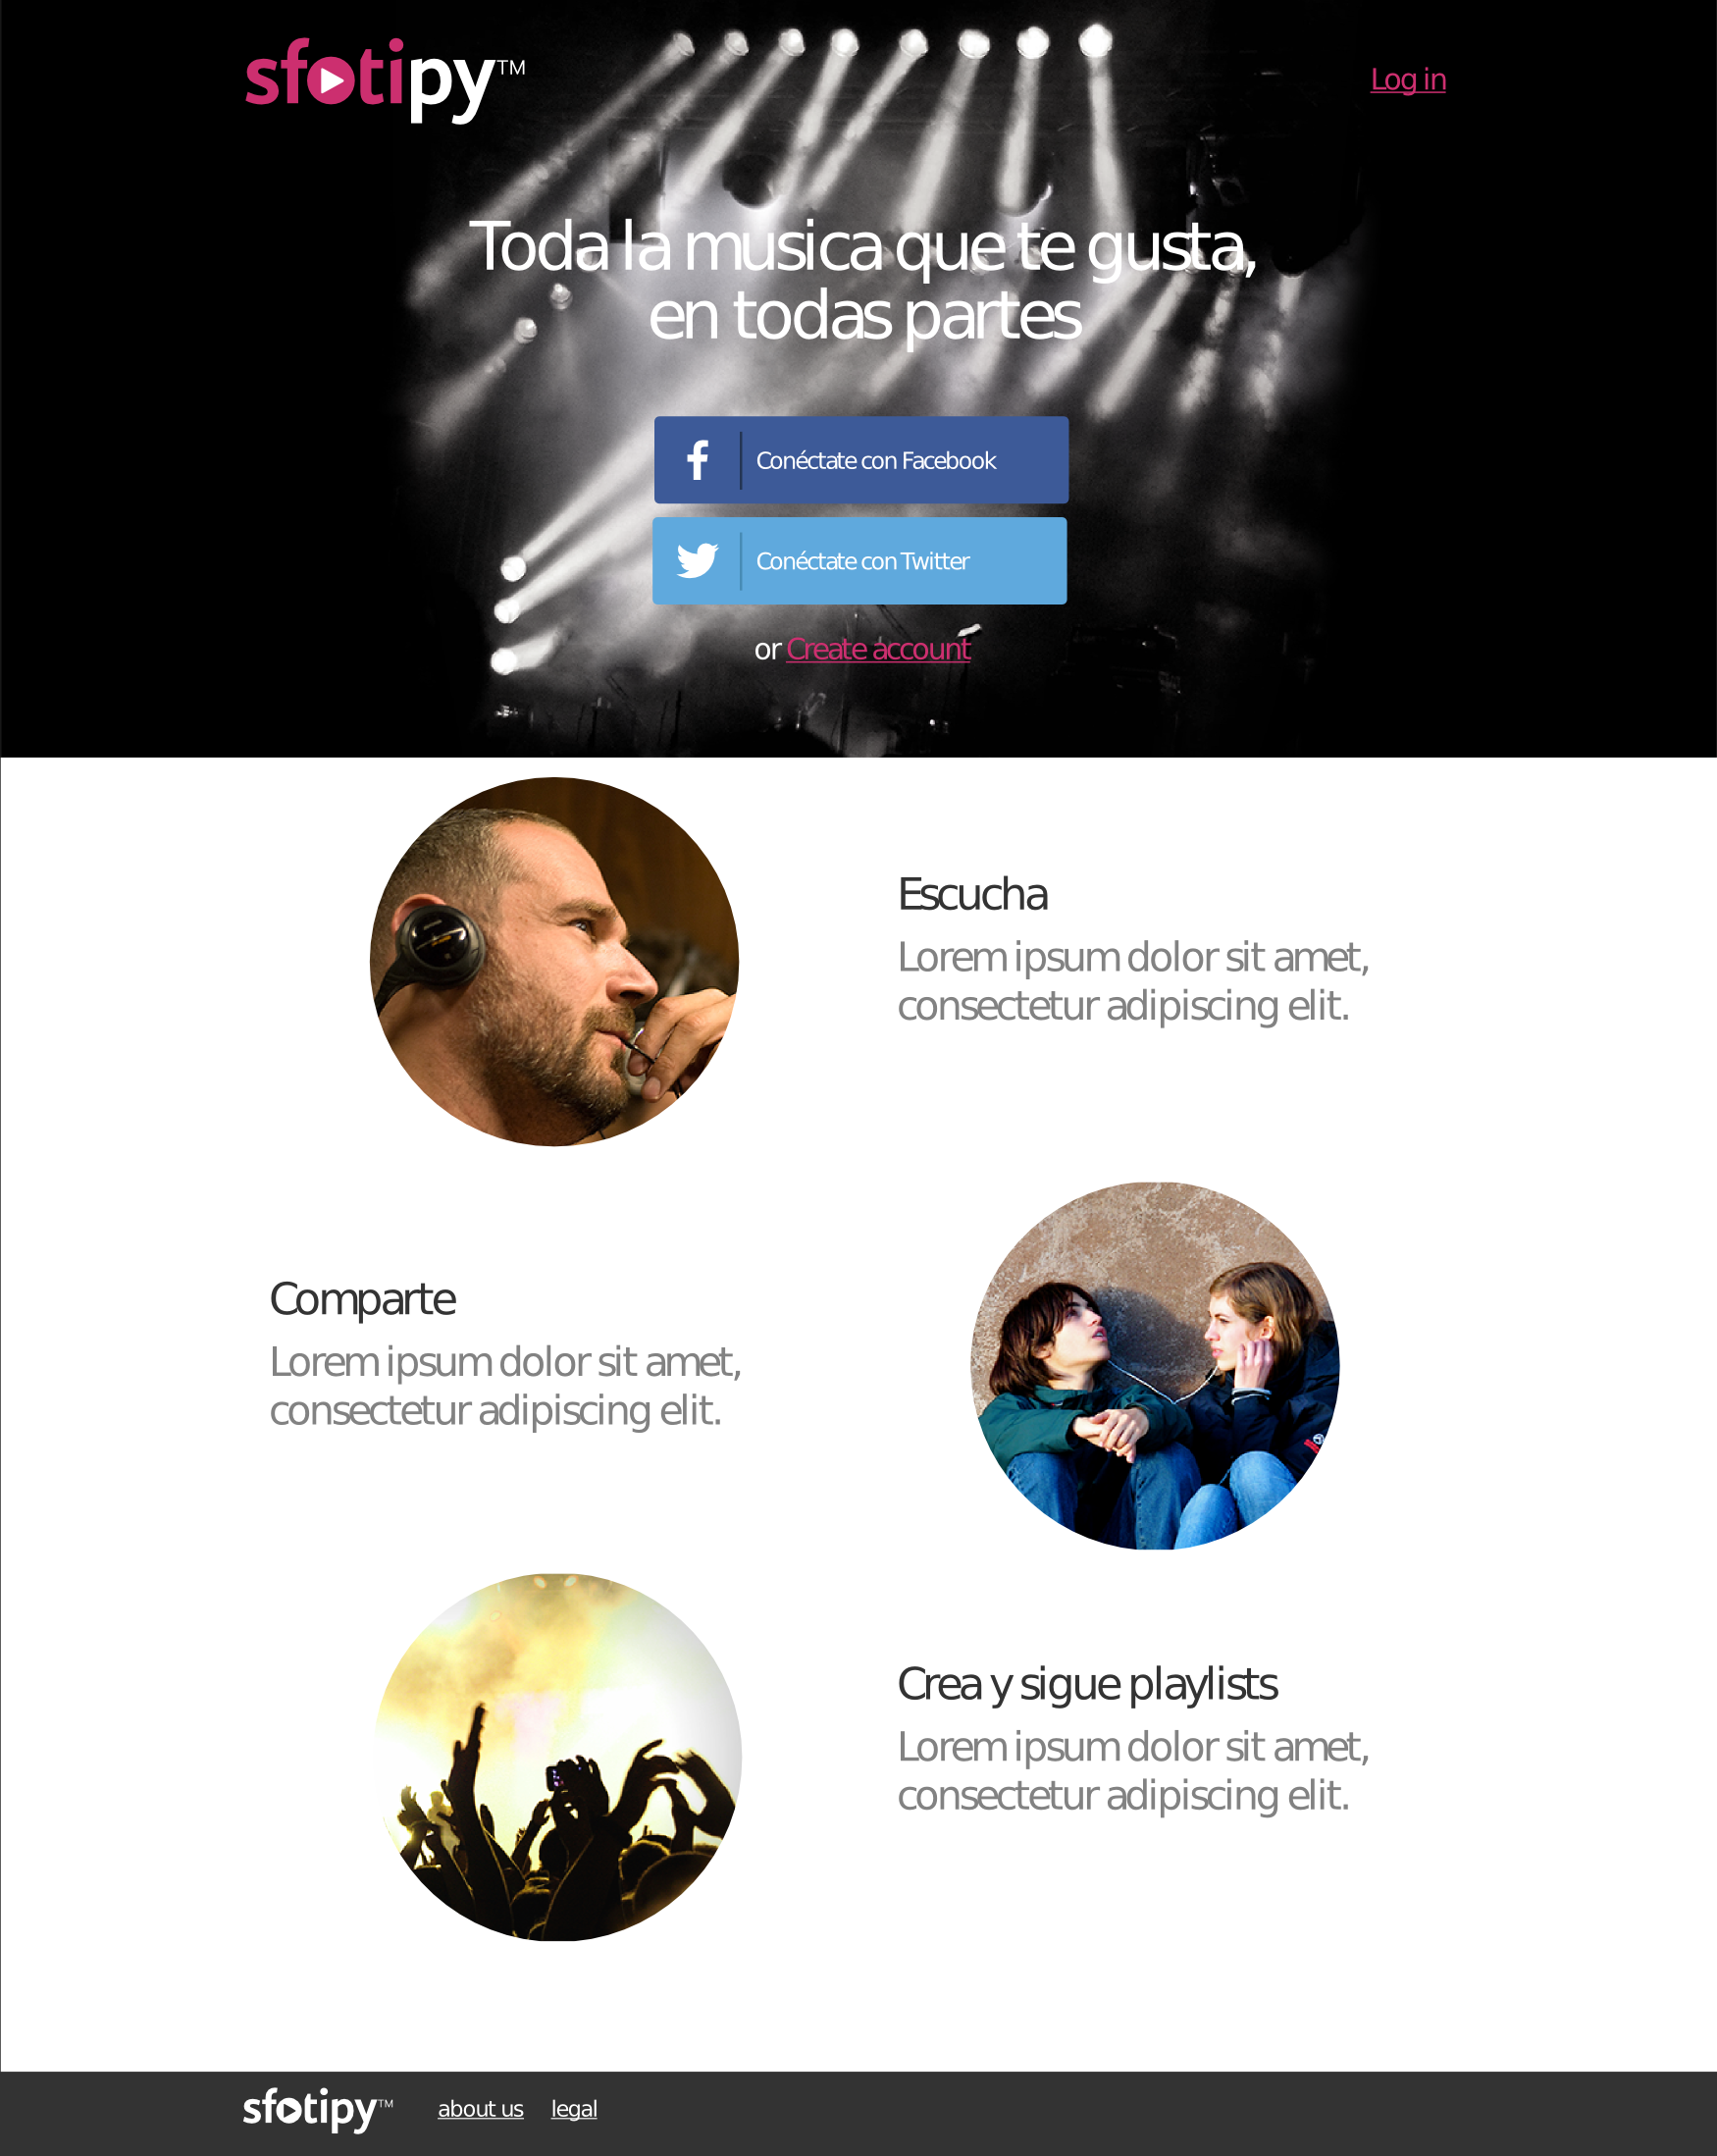 sfotipy™
Log in
Toda la musica que te gusta,
en todas partes
Conéctate con Facebook
Conéctate con Twitter
or Create account
Escucha
Lorem ipsum dolor sit amet,
consectetur adipiscing elit.
Comparte
Lorem ipsum dolor sit amet,
consectetur adipiscing elit.
Crea y sigue playlists
Lorem ipsum dolor sit amet,
consectetur adipiscing elit.
sfotipy™ about us legal